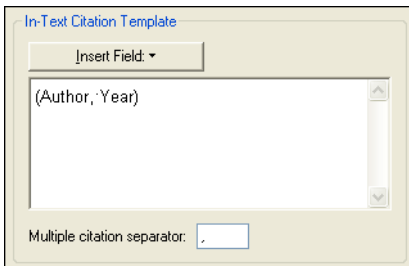 In-Text Citation Template
Insert Field:
(Author, Year)
Multiple citation separator: ,